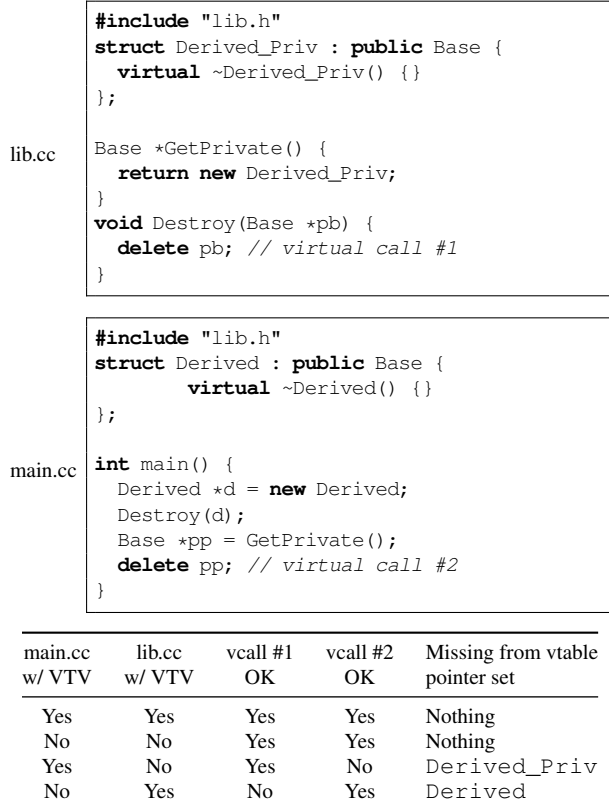 #include "lib.h"
struct Derived_Priv : public Base {
  virtual ~Derived_Priv() {}
};
lib.cc
Base *GetPrivate() {
  return new Derived_Priv;
}
void Destroy(Base *pb) {
  delete pb; // virtual call #1
}
#include "lib.h"
struct Derived : public Base {
        virtual ~Derived() {}
};
main.cc
int main() {
  Derived *d = new Derived;
  Destroy(d);
  Base *pp = GetPrivate();
  delete pp; // virtual call #2
}
main.cc lib.cc vcall #1 vcall #2 Missing from vtable
w/ VTV w/ VTV OK OK pointer set
Yes Yes Yes Yes Nothing
No No Yes Yes Nothing
Yes No Yes No Derived_Priv
No Yes No Yes Derived